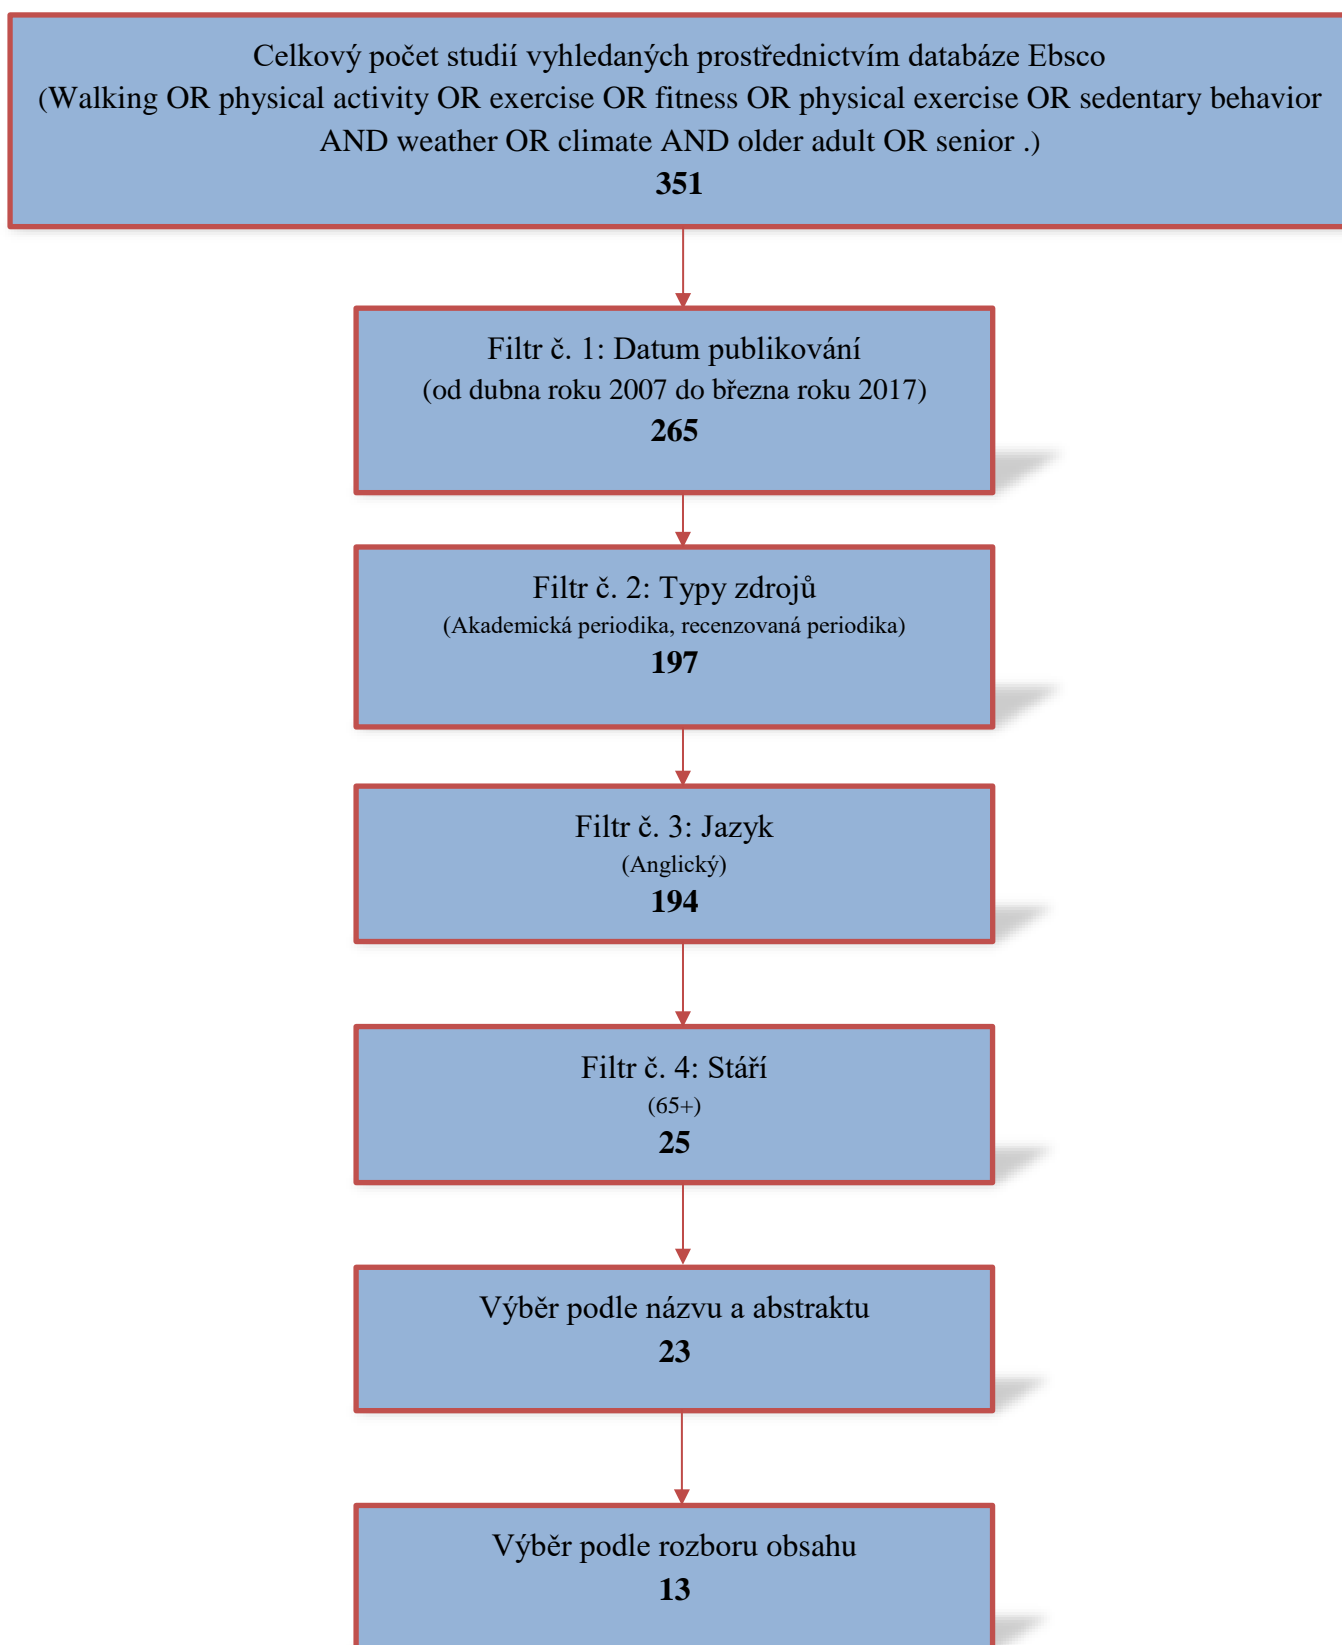 Celkový počet studií vyhledaných prostřednictvím databáze Ebsco
(Walking OR physical activity OR exercise OR fitness OR physical exercise OR sedentary behavior
AND weather OR climate AND older adult OR senior .)
351
Filtr č. 1: Datum publikování
(od dubna roku 2007 do března roku 2017)
265
Filtr č. 2: Typy zdrojů
(Akademická periodika, recenzovaná periodika)
197
Filtr č. 3: Jazyk
(Anglický)
194
Filtr č. 4: Stáří
(65+)
25
Výběr podle názvu a abstraktu
23
Výběr podle rozboru obsahu
13